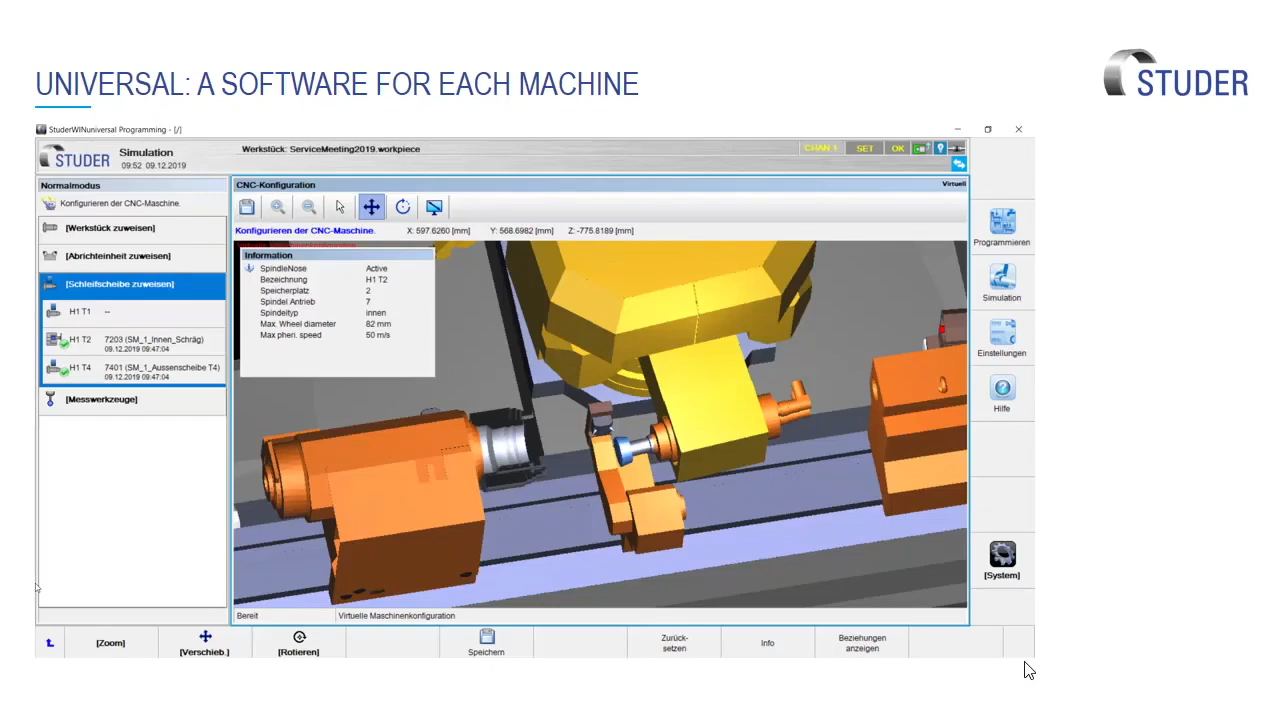 UNIVERSAL: A SOFTWARE FOR EACH MACHINE
STUDER
StuderWINuniversal Programming - [/]
STUDER
Simulation
09:52 09.12.2019
Werkstück: ServiceMeeting2019.workpiece
CHAN 1
SET
OK
Normalmodus
Konfigurieren der CNC-Maschine.
[Werkstück zuweisen]
[Abrichteinheit zuweisen]
[Schleifscheibe zuweisen]
H1 T1 --
H1 T2 7203 (SM_1_Innen_Schräg)
09.12.2019 09:47:04
H1 T4 7401 (SM_1_Aussenscheibe T4)
09.12.2019 09:47:04
[Messwerkzeuge]
CNC-Konfiguration
Virtuell
Konfigurieren der CNC-Maschine. X: 597.6260 [mm] Y: 568.6982 [mm] Z: -775.8189 [mm]
Information
SpindleNose Active
Bezeichnung H1 T2
Speicherplatz 2
Spindel Antrieb 7
Spindeltyp innen
Max. Wheel diameter 82 mm
Max pheri. speed 50 m/s
Bereit
Virtuelle Maschinenkonfiguration
Programmieren
Simulation
Einstellungen
Hilfe
[System]
[Zoom]
[Verschieb.]
[Rotieren]
Speichern
Zurück-
setzen
Info
Beziehungen
anzeigen